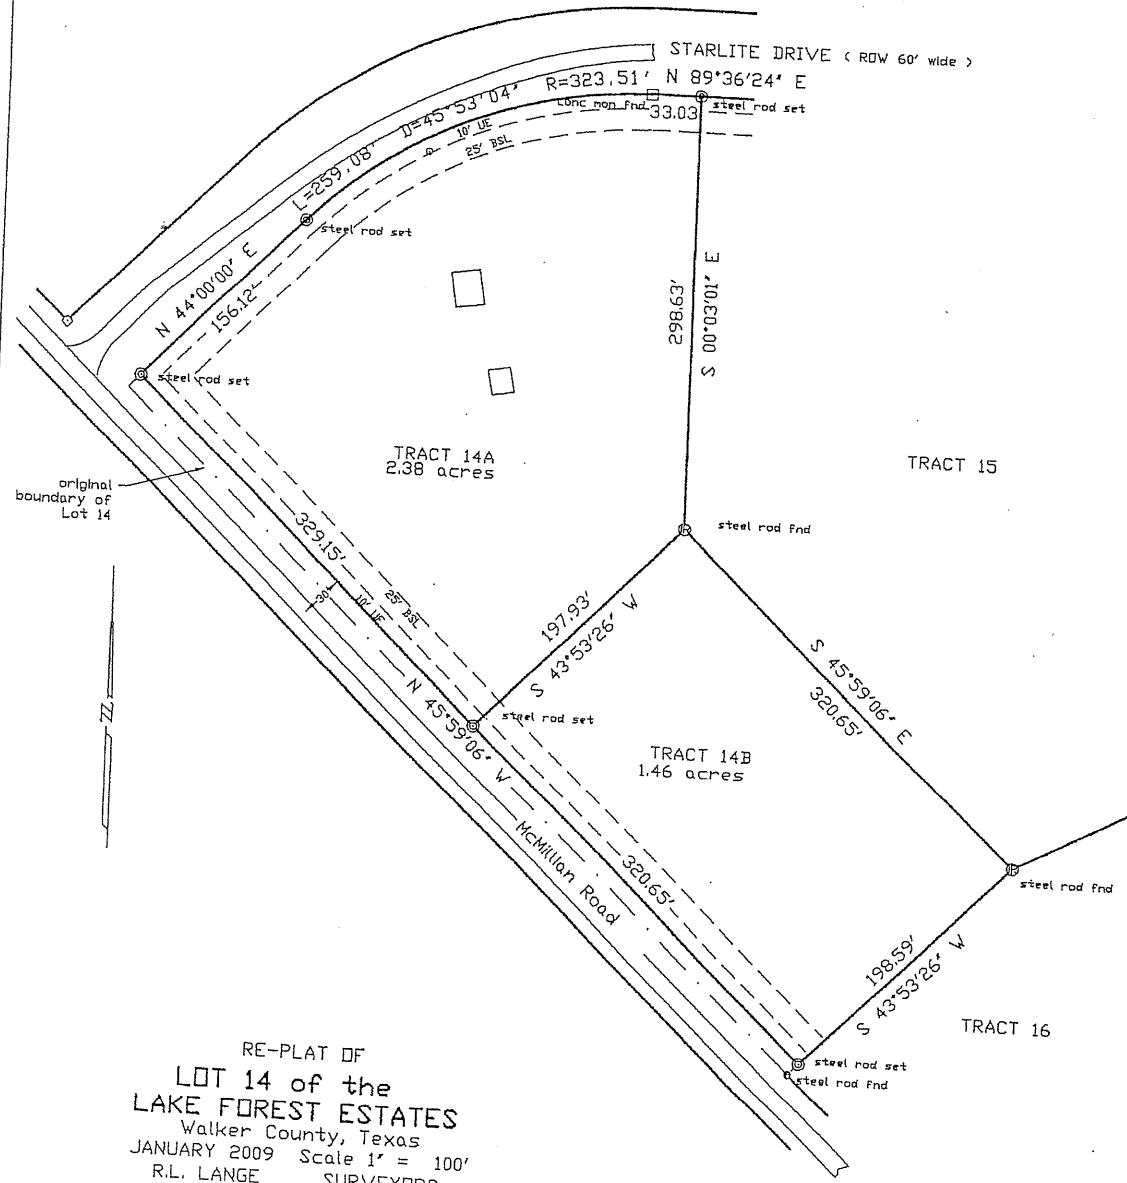 STARLITE DRIVE ( ROW 60' wide )
L=259.08' D=45°53'04" R=323.51' N 89°36'24" E
conc mon fnd
33.03
steel rod set
10' UE
25' BSL
steel rod set
N 44°00'00" E
156.12'
steel rod set
298.63'
S 00°03'01" E
TRACT 14A
2.38 acres
TRACT 15
original
boundary of
Lot 14
steel rod fnd
329.15'
30'
10' UE
25' BSL
197.93'
S 43°53'26" W
S 45°59'06" E
320.65'
N
N 45°59'06" W
steel rod set
TRACT 14B
1.46 acres
McMillian Road
320.65'
steel rod fnd
198.59'
S 43°53'26" W
TRACT 16
steel rod set
steel rod fnd
RE-PLAT OF
LOT 14 of the
LAKE FOREST ESTATES
Walker County, Texas
JANUARY 2009 Scale 1" = 100'
R.L. LANGE SURVEYORS